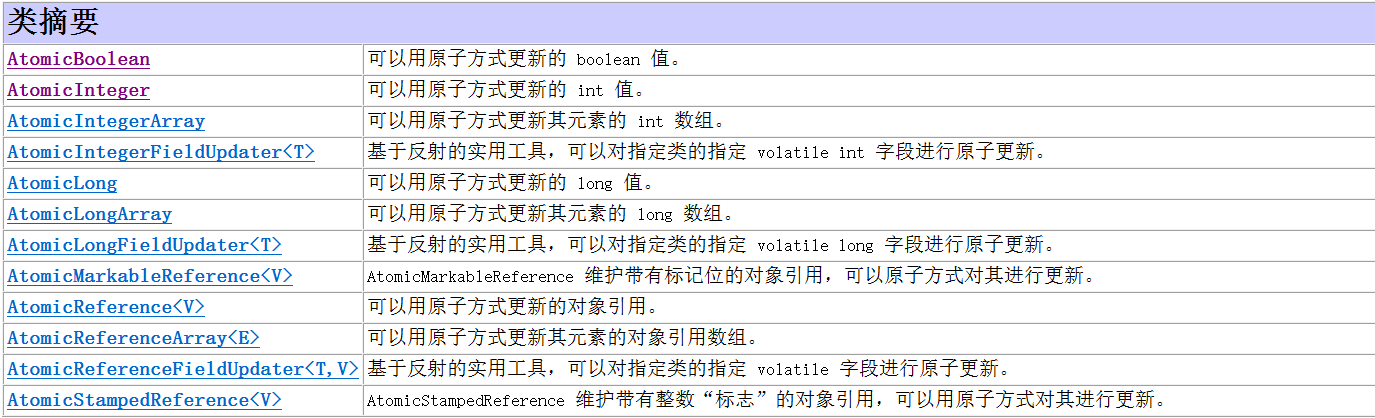 类摘要
AtomicBoolean 可以用原子方式更新的 boolean 值。
AtomicInteger 可以用原子方式更新的 int 值。
AtomicIntegerArray 可以用原子方式更新其元素的 int 数组。
AtomicIntegerFieldUpdater<T> 基于反射的实用工具，可以对指定类的指定 volatile int 字段进行原子更新。
AtomicLong 可以用原子方式更新的 long 值。
AtomicLongArray 可以用原子方式更新其元素的 long 数组。
AtomicLongFieldUpdater<T> 基于反射的实用工具，可以对指定类的指定 volatile long 字段进行原子更新。
AtomicMarkableReference<V> AtomicMarkableReference 维护带有标记位的对象引用，可以原子方式对其进行更新。
AtomicReference<V> 可以用原子方式更新的对象引用。
AtomicReferenceArray<E> 可以用原子方式更新其元素的对象引用数组。
AtomicReferenceFieldUpdater<T,V> 基于反射的实用工具，可以对指定类的指定 volatile 字段进行原子更新。
AtomicStampedReference<V> AtomicStampedReference 维护带有整数“标志”的对象引用，可以用原子方式对其进行更新。